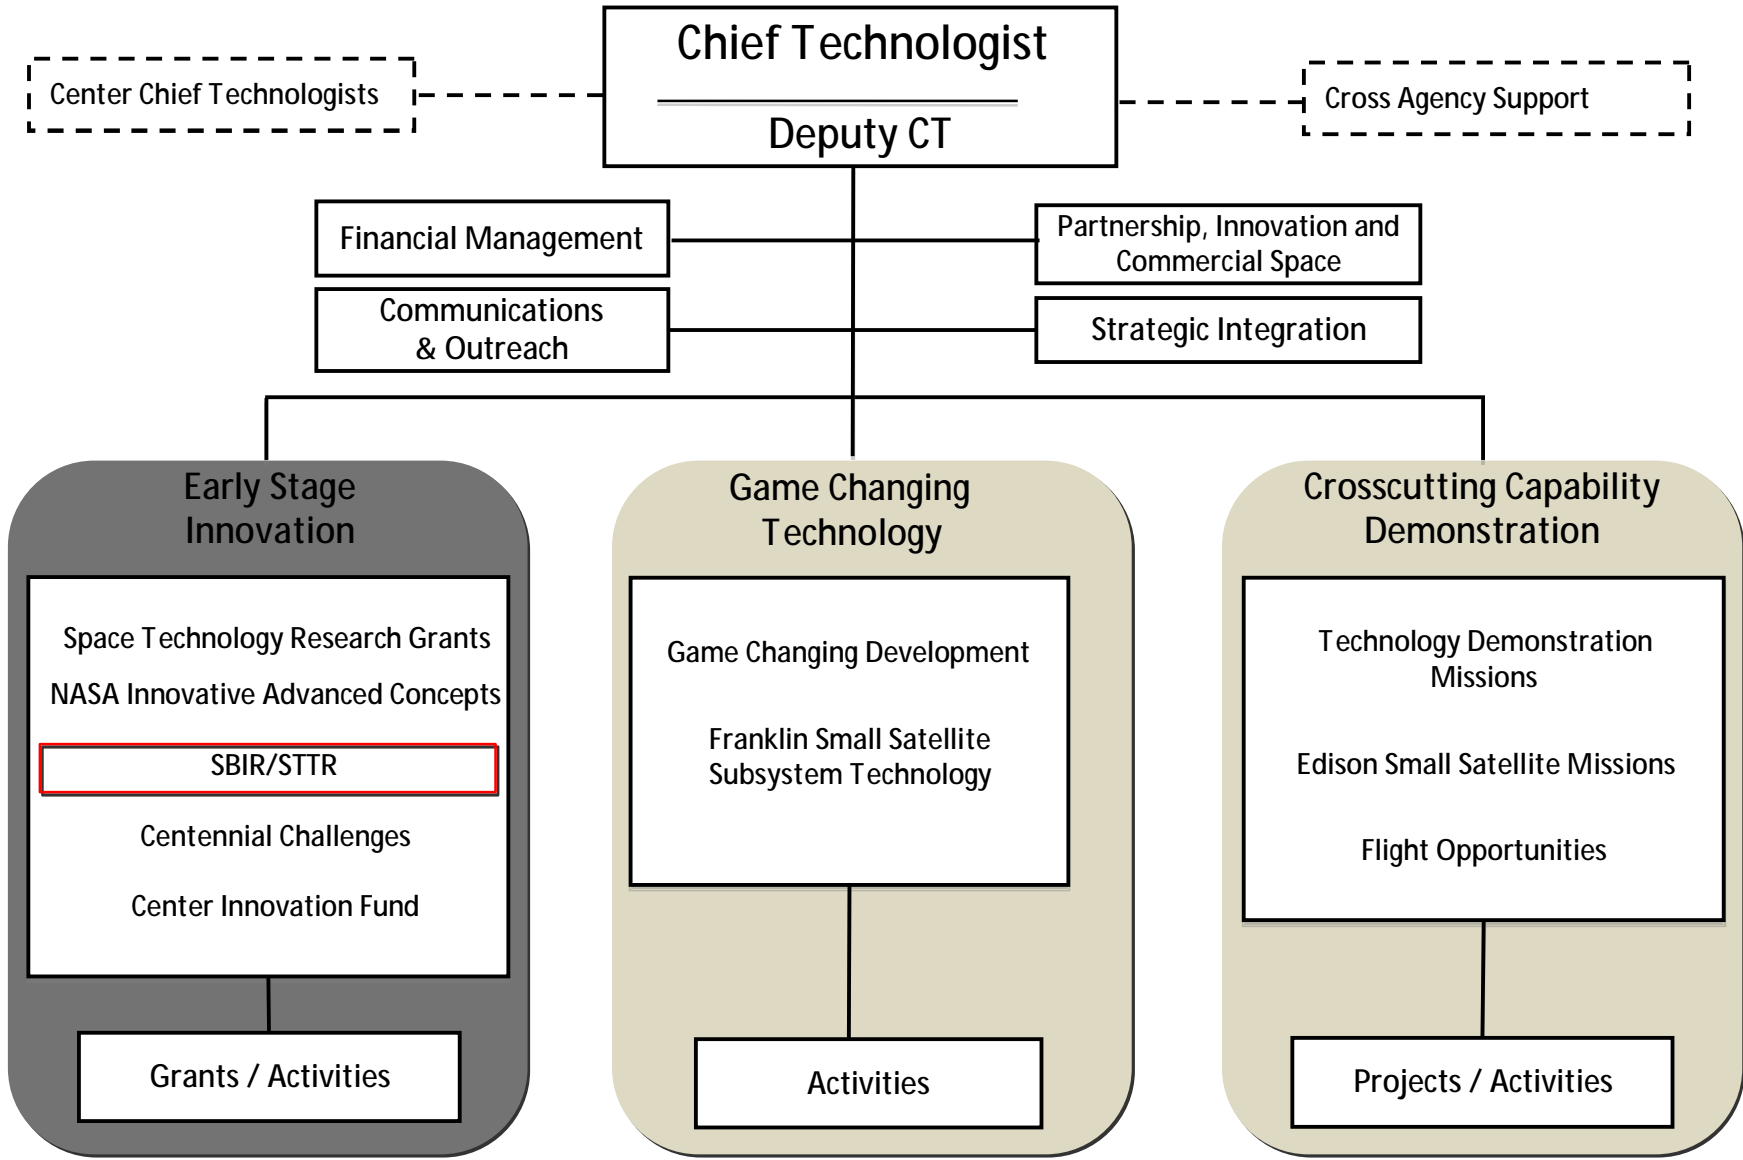 Chief Technologist
Deputy CT
Center Chief Technologists
Cross Agency Support
Financial Management
Partnership, Innovation and
Commercial Space
Communications
& Outreach
Strategic Integration
Early Stage
Innovation
Space Technology Research Grants
NASA Innovative Advanced Concepts
SBIR/STTR
Centennial Challenges
Center Innovation Fund
Grants / Activities
Game Changing
Technology
Game Changing Development
Franklin Small Satellite
Subsystem Technology
Activities
Crosscutting Capability
Demonstration
Technology Demonstration
Missions
Edison Small Satellite Missions
Flight Opportunities
Projects / Activities